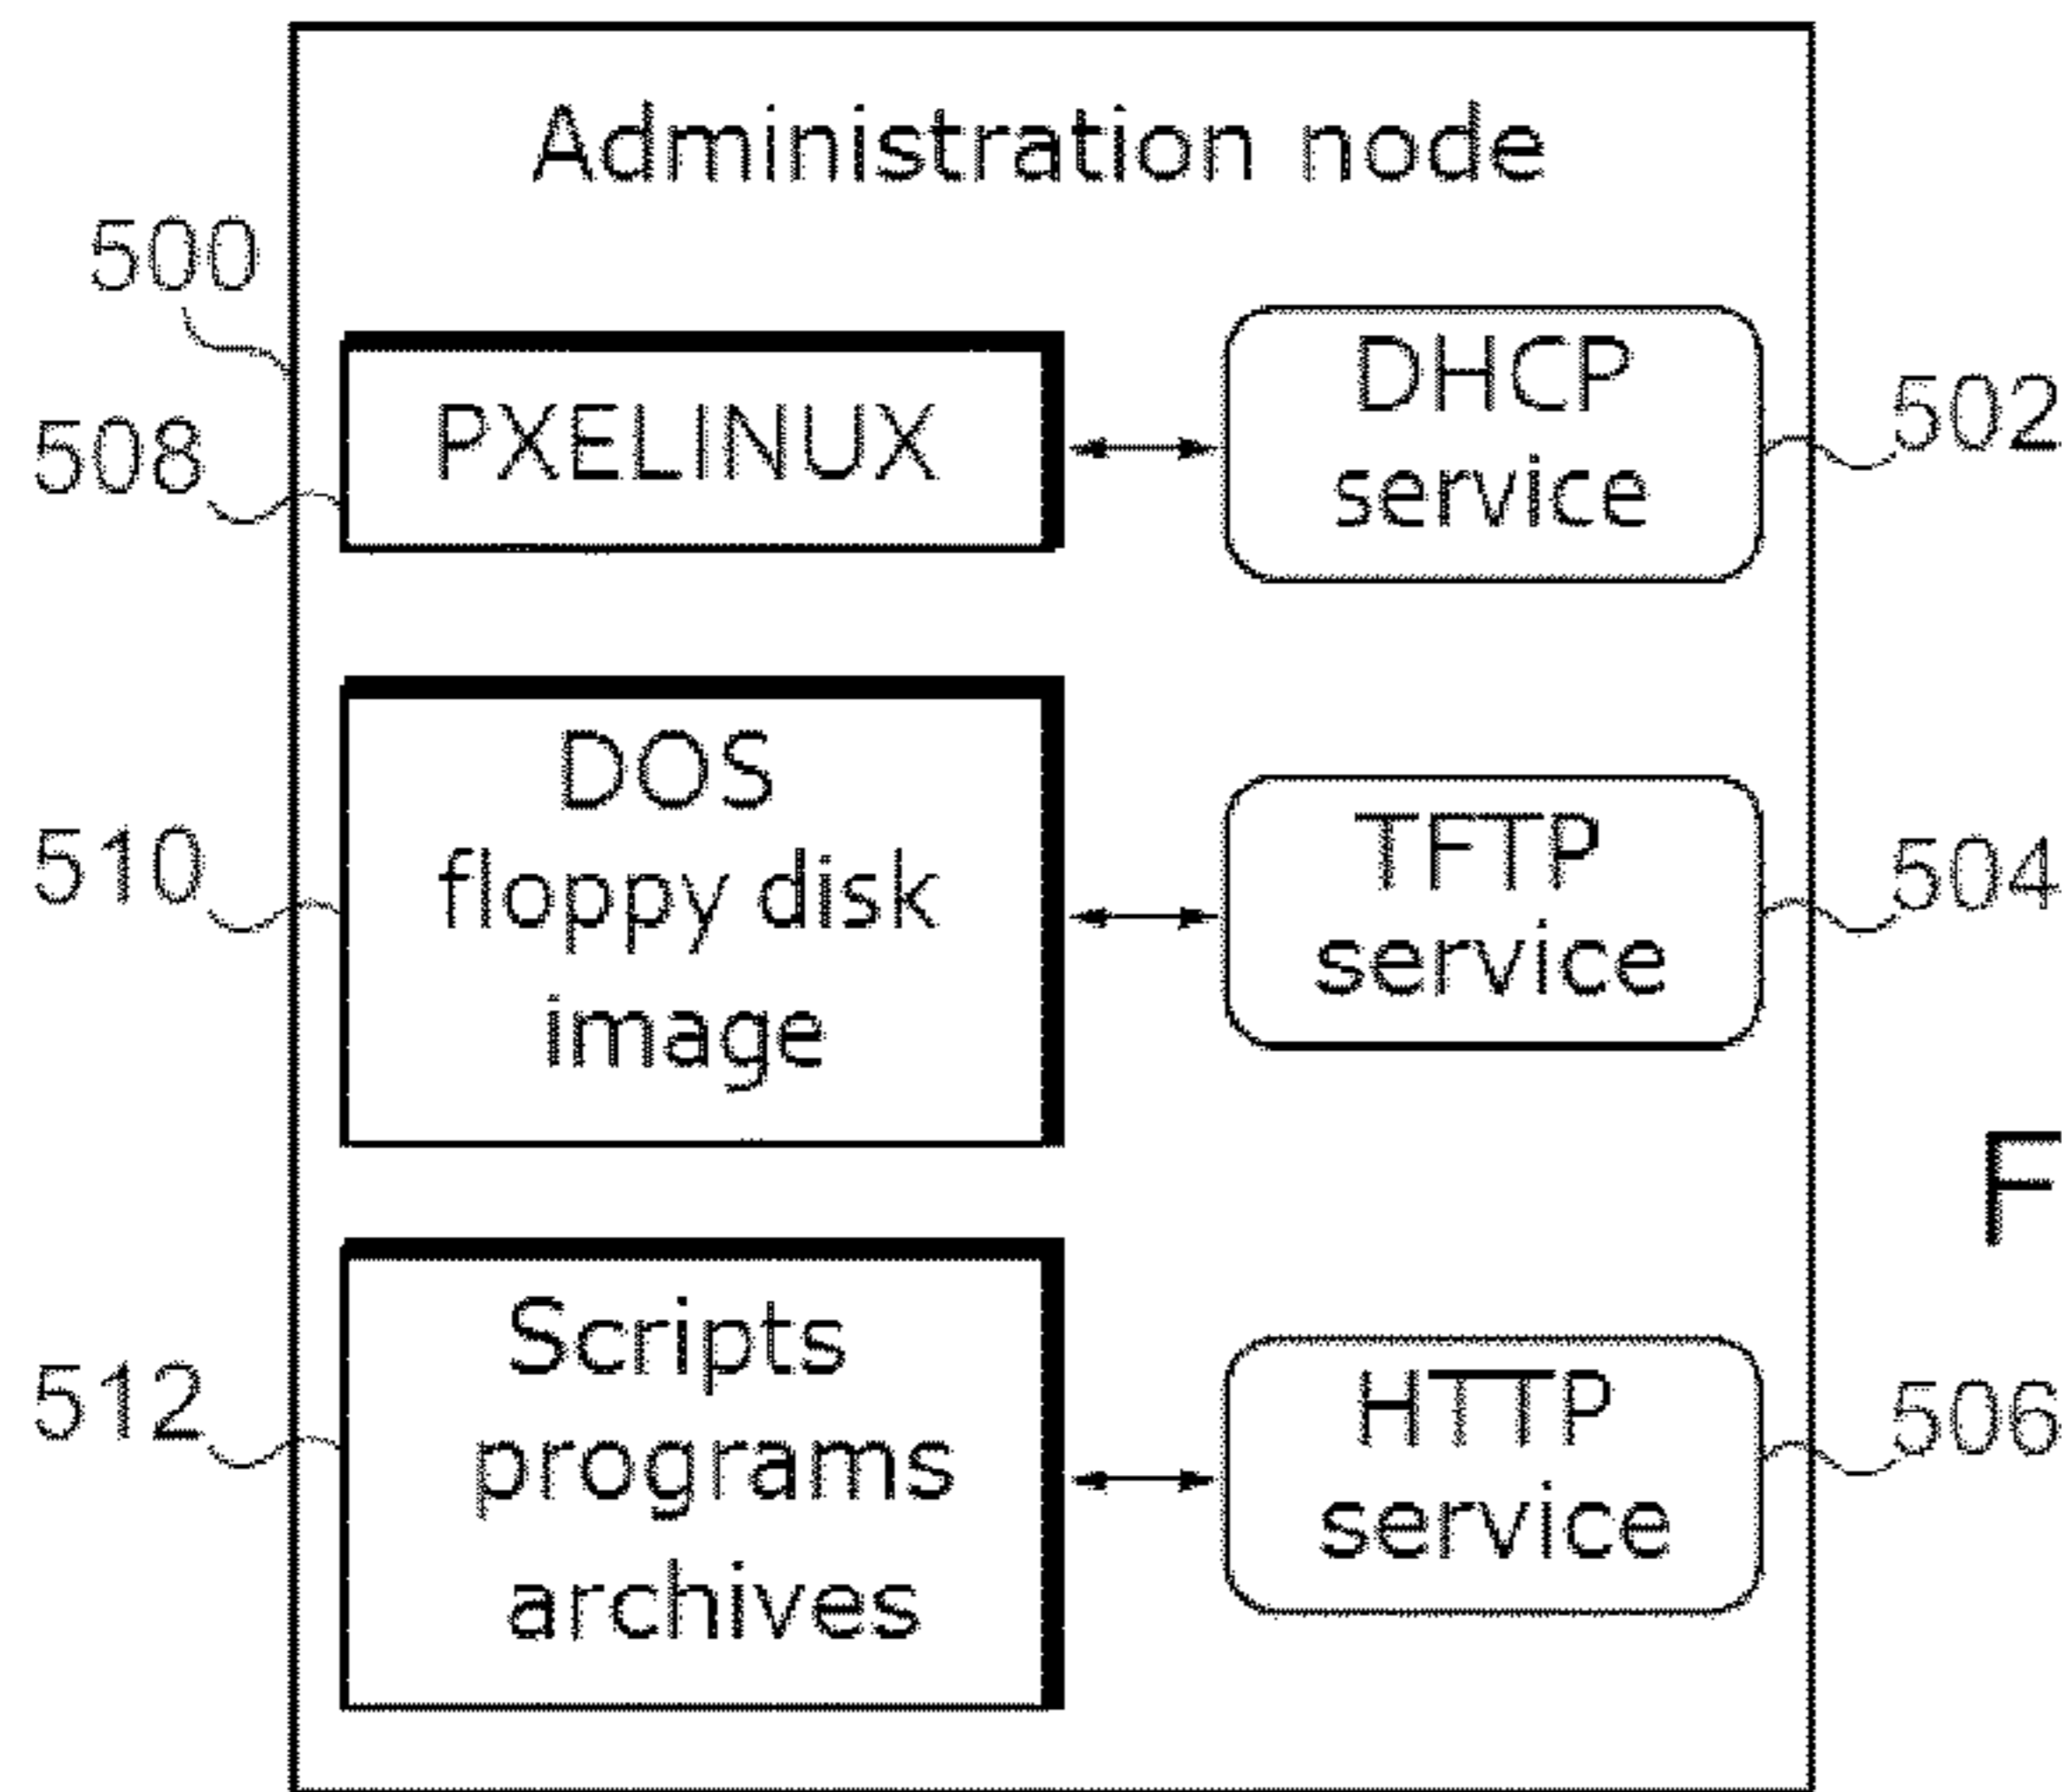 Administration node
500
508
PXELINUX
DHCP
service
502
510
DOS
floppy disk
image
TFTP
service
504
F
512
Scripts
programs
archives
HTTP
service
506